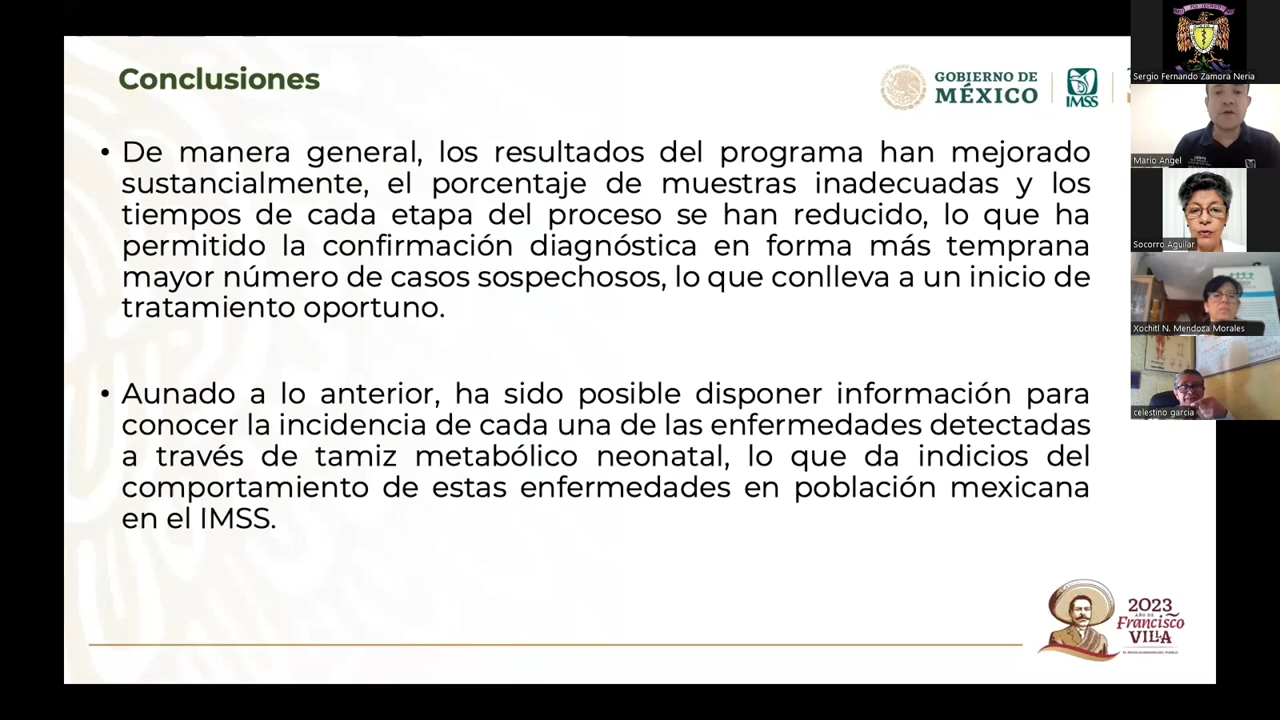 Conclusiones
GOBIERNO DE
MÉXICO
IMSS
• De manera general, los resultados del programa han mejorado
sustancialmente, el porcentaje de muestras inadecuadas y los
tiempos de cada etapa del proceso se han reducido, lo que ha
permitido la confirmación diagnóstica en forma más temprana
mayor número de casos sospechosos, lo que conlleva a un inicio de
tratamiento oportuno.
• Aunado a lo anterior, ha sido posible disponer información para
conocer la incidencia de cada una de las enfermedades detectadas
a través de tamiz metabólico neonatal, lo que da indicios del
comportamiento de estas enfermedades en población mexicana
en el IMSS.
2023
AÑO DE
Francisco
VILLA
Sergio Fernando Zamora Neria
Mario Angel
Socorro Aguilar
Xochitl N. Mendoza Morales
celestino garcia